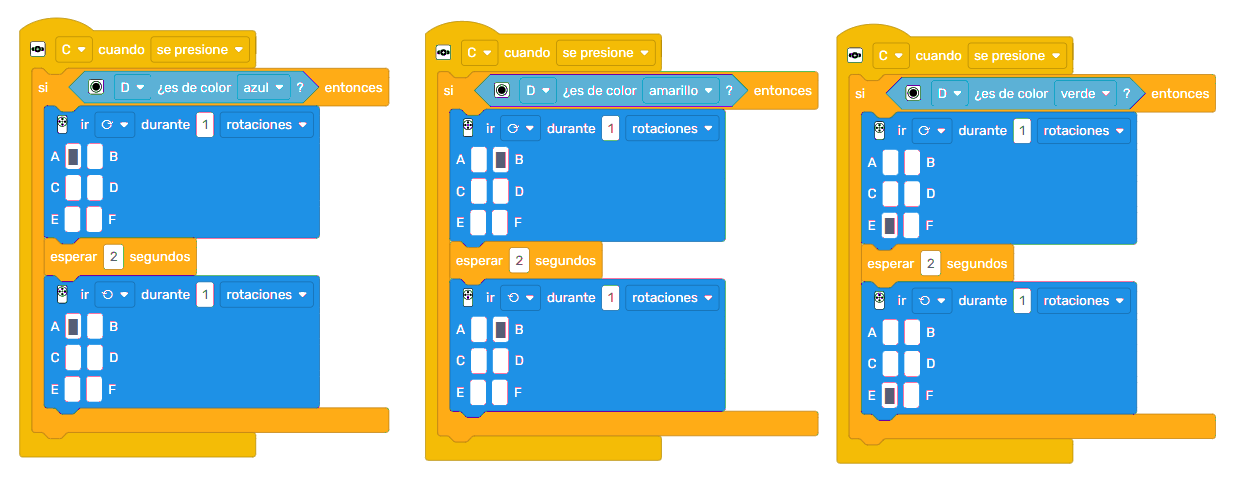 C cuando se presione
si D ¿es de color azul ? entonces
ir durante 1 rotaciones
A B
C D
E F
esperar 2 segundos
ir durante 1 rotaciones
A B
C D
E F
C cuando se presione
si D ¿es de color amarillo ? entonces
ir durante 1 rotaciones
A B
C D
E F
esperar 2 segundos
ir durante 1 rotaciones
A B
C D
E F
C cuando se presione
si D ¿es de color verde ? entonces
ir durante 1 rotaciones
A B
C D
E F
esperar 2 segundos
ir durante 1 rotaciones
A B
C D
E F